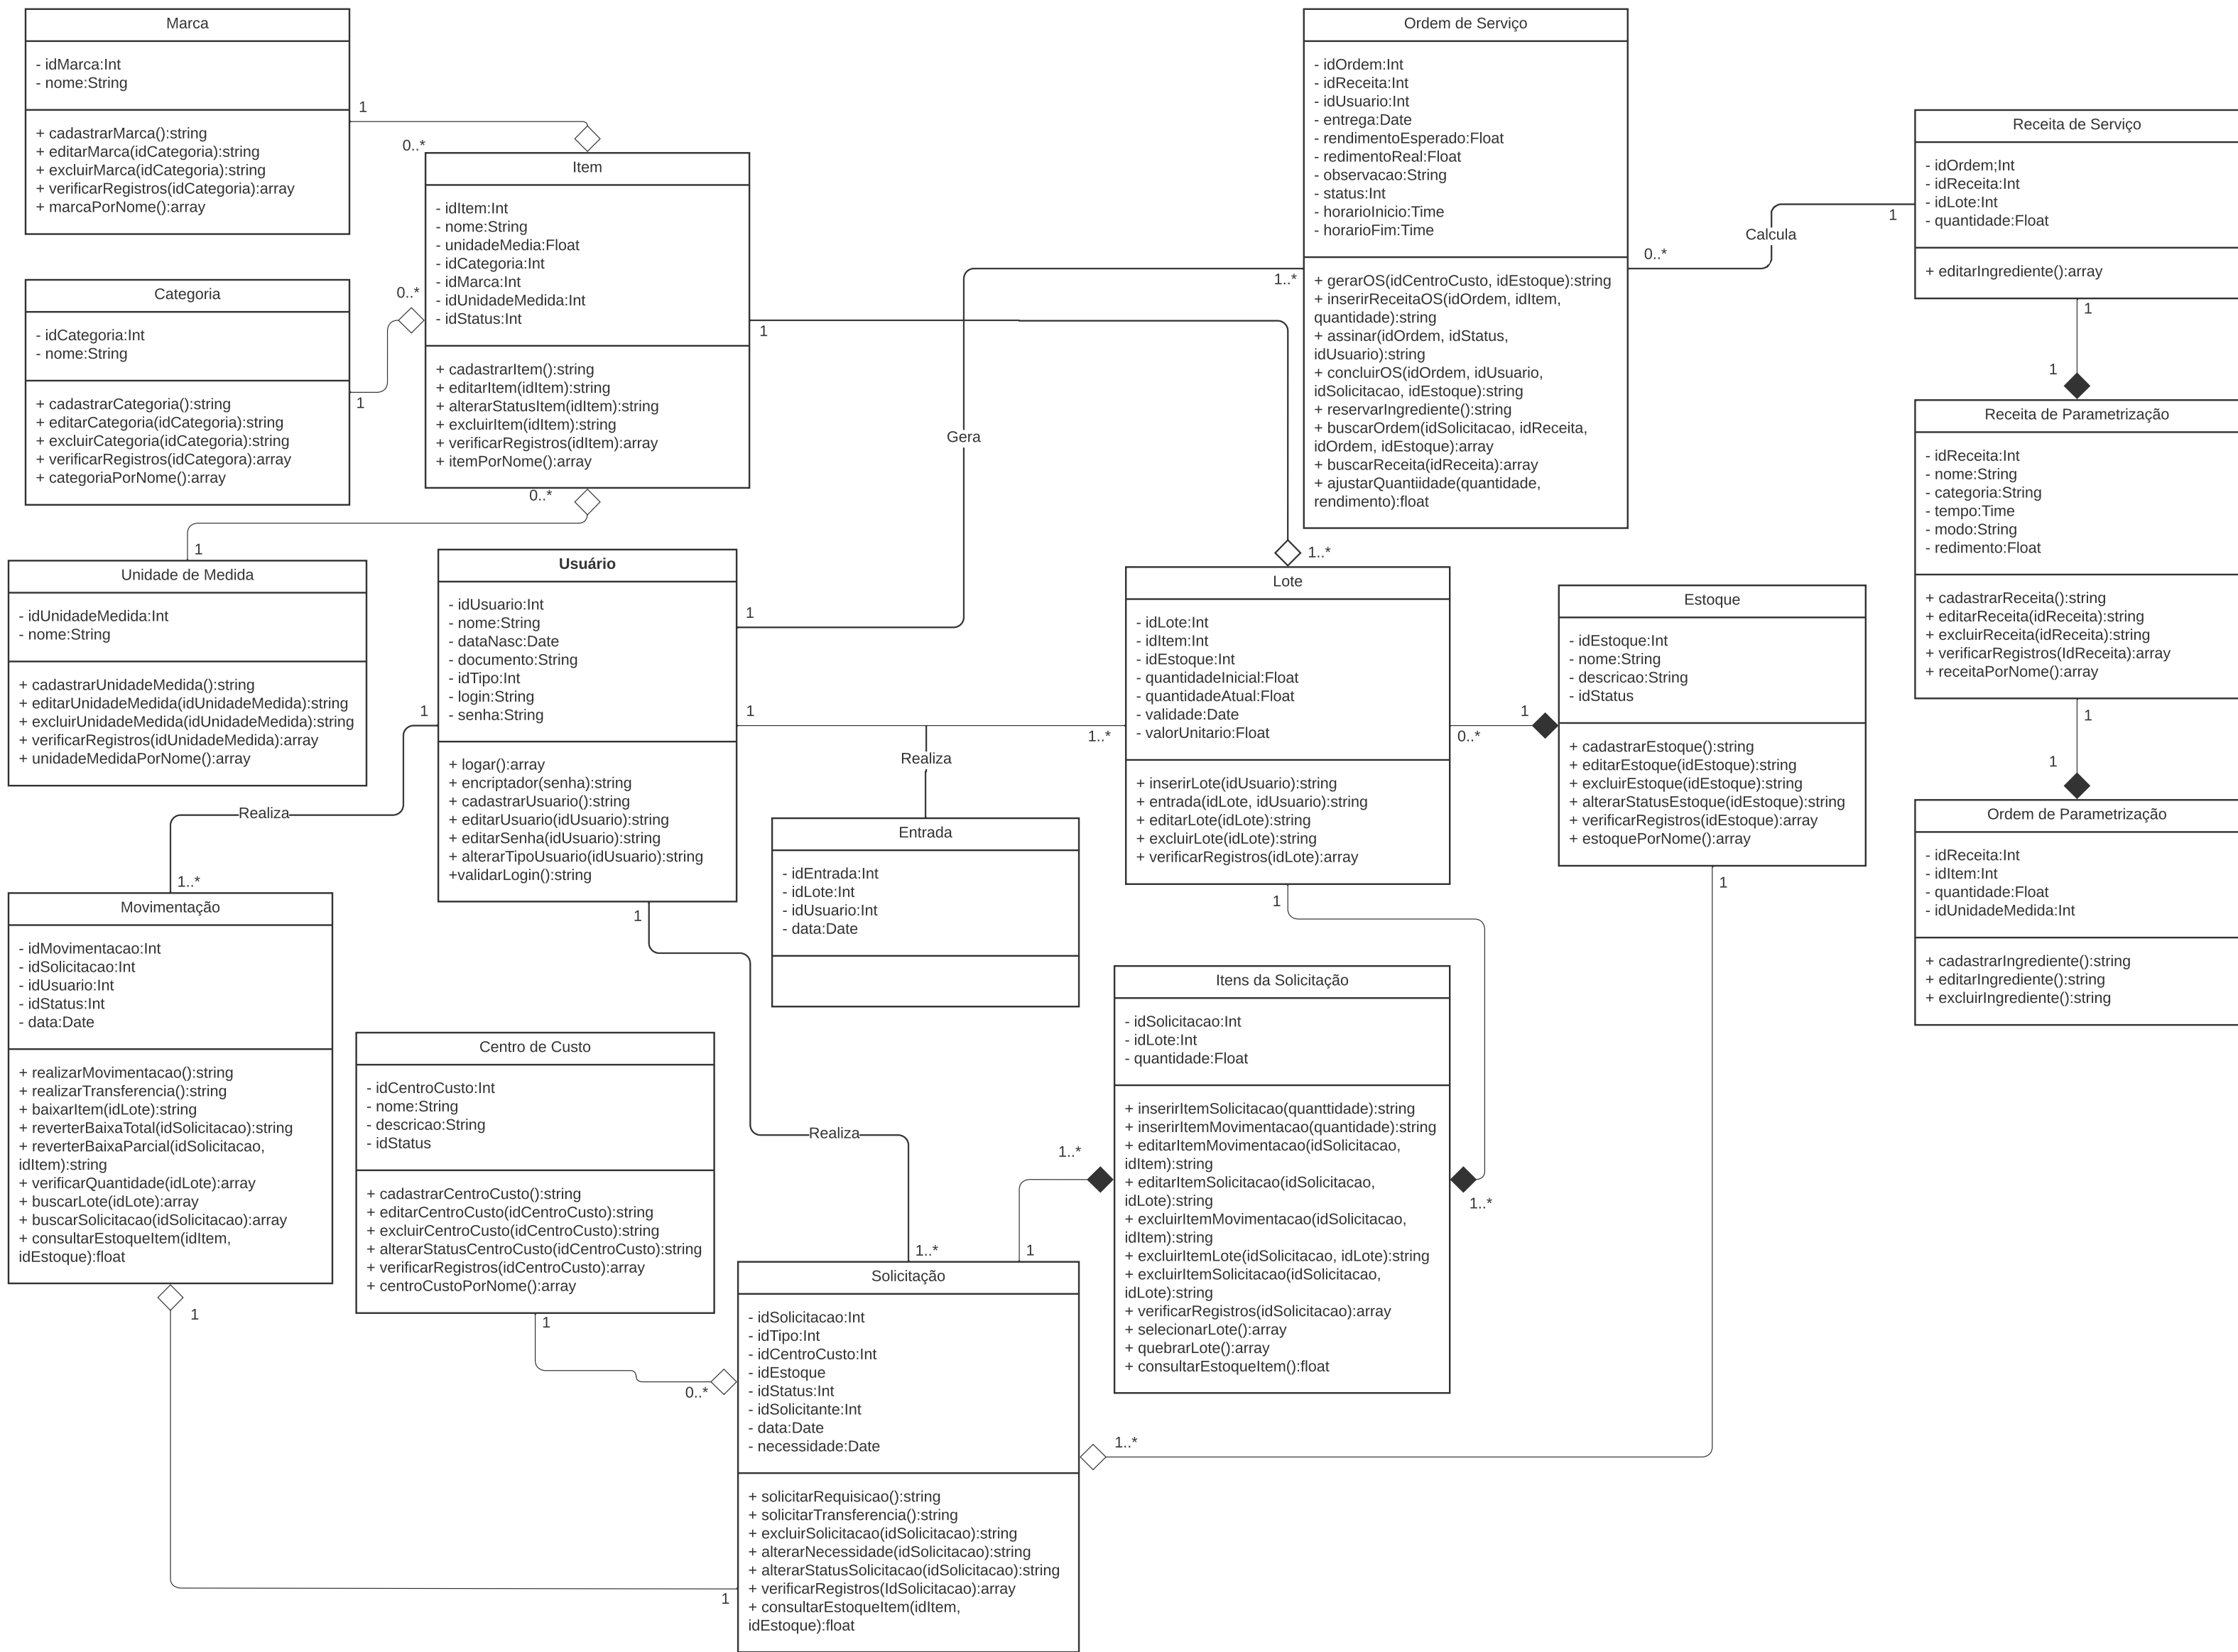 Marca
- idMarca:Int
- nome:String
+ cadastrarMarca():string
+ editarMarca(idCategoria):string
+ excluirMarca(idCategoria):string
+ verificarRegistros(idCategoria):array
+ marcaPorNome():array
1
0..*
Categoria
- idCategoria:Int
- nome:String
+ cadastrarCategoria():string
+ editarCategoria(idCategoria):string
+ excluirCategoria(idCategoria):string
+ verificarRegistros(idCategora):array
+ categoriaPorNome():array
0..*
1
Item
- idItem:Int
- nome:String
- unidadeMedia:Float
- idCategoria:Int
- idMarca:Int
- idUnidadeMedida:Int
- idStatus:Int
+ cadastrarItem():string
+ editarItem(idItem):string
+ alterarStatusItem(idItem):string
+ excluirItem(idItem):string
+ verificarRegistros(idItem):array
+ itemPorNome():array
1
0..*
1
Unidade de Medida
- idUnidadeMedida:Int
- nome:String
+ cadastrarUnidadeMedida():string
+ editarUnidadeMedida(idUnidadeMedida):string
+ excluirUnidadeMedida(idUnidadeMedida):string
+ verificarRegistros(idUnidadeMedida):array
+ unidadeMedidaPorNome():array
Ordem de Serviço
- idOrdem:Int
- idReceita:Int
- idUsuario:Int
- entrega:Date
- rendimentoEsperado:Float
- redimentoReal:Float
- observacao:String
- status:Int
- horarioInicio:Time
- horarioFim:Time
+ gerarOS(idCentroCusto, idEstoque):string
+ inserirReceitaOS(idOrdem, idItem,
quantidade):string
+ assinar(idOrdem, idStatus,
idUsuario):string
+ concluirOS(idOrdem, idUsuario,
idSolicitacao, idEstoque):string
+ reservarIngrediente():string
+ buscarOrdem(idSolicitacao, idReceita,
idOrdem, idEstoque):array
+ buscarReceita(idReceita):array
+ ajustarQuantiidade(quantidade,
rendimento):float
1..*
Gera
0..*
Calcula
1
Receita de Serviço
- idOrdem;Int
- idReceita:Int
- idLote:Int
- quantidade:Float
+ editarIngrediente():array
1
1
Receita de Parametrização
- idReceita:Int
- nome:String
- categoria:String
- tempo:Time
- modo:String
- redimento:Float
+ cadastrarReceita():string
+ editarReceita(idReceita):string
+ excluirReceita(idReceita):string
+ verificarRegistros(IdReceita):array
+ receitaPorNome():array
1
1
Ordem de Parametrização
- idReceita:Int
- idItem:Int
- quantidade:Float
- idUnidadeMedida:Int
+ cadastrarIngrediente():string
+ editarIngrediente():string
+ excluirIngrediente():string
Usuário
- idUsuario:Int
- nome:String
- dataNasc:Date
- documento:String
- idTipo:Int
- login:String
- senha:String
+ logar():array
+ encriptador(senha):string
+ cadastrarUsuario():string
+ editarUsuario(idUsuario):string
+ editarSenha(idUsuario):string
+ alterarTipoUsuario(idUsuario):string
+validarLogin():string
1
1
1
1
1..*
Realiza
1..*
Lote
- idLote:Int
- idItem:Int
- idEstoque:Int
- quantidadeInicial:Float
- quantidadeAtual:Float
- validade:Date
- valorUnitario:Float
+ inserirLote(idUsuario):string
+ entrada(idLote, idUsuario):string
+ editarLote(idLote):string
+ excluirLote(idLote):string
+ verificarRegistros(idLote):array
1
0..*
1
Estoque
- idEstoque:Int
- nome:String
- descricao:String
- idStatus
+ cadastrarEstoque():string
+ editarEstoque(idEstoque):string
+ excluirEstoque(idEstoque):string
+ alterarStatusEstoque(idEstoque):string
+ verificarRegistros(idEstoque):array
+ estoquePorNome():array
1
Entrada
- idEntrada:Int
- idLote:Int
- idUsuario:Int
- data:Date
Realiza
1..*
Movimentação
- idMovimentacao:Int
- idSolicitacao:Int
- idUsuario:Int
- idStatus:Int
- data:Date
+ realizarMovimentacao():string
+ realizarTransferencia():string
+ baixarItem(idLote):string
+ reverterBaixaTotal(idSolicitacao):string
+ reverterBaixaParcial(idSolicitacao,
idItem):string
+ verificarQuantidade(idLote):array
+ buscarLote(idLote):array
+ buscarSolicitacao(idSolicitacao):array
+ consultarEstoqueItem(idItem,
idEstoque):float
1
Centro de Custo
- idCentroCusto:Int
- nome:String
- descricao:String
- idStatus
+ cadastrarCentroCusto():string
+ editarCentroCusto(idCentroCusto):string
+ excluirCentroCusto(idCentroCusto):string
+ alterarStatusCentroCusto(idCentroCusto):string
+ verificarRegistros(idCentroCusto):array
+ centroCustoPorNome():array
1
0..*
Realiza
1..*
1
1..*
Itens da Solicitação
- idSolicitacao:Int
- idLote:Int
- quantidade:Float
+ inserirItemSolicitacao(quanttidade):string
+ inserirItemMovimentacao(quantidade):string
+ editarItemMovimentacao(idSolicitacao,
idItem):string
+ editarItemSolicitacao(idSolicitacao,
idLote):string
+ excluirItemMovimentacao(idSolicitacao,
idItem):string
+ excluirItemLote(idSolicitacao, idLote):string
+ excluirItemSolicitacao(idSolicitacao,
idLote):string
+ verificarRegistros(idSolicitacao):array
+ selecionarLote():array
+ quebrarLote():array
+ consultarEstoqueItem():float
1..*
Solicitação
- idSolicitacao:Int
- idTipo:Int
- idCentroCusto:Int
- idEstoque
- idStatus:Int
- idSolicitante:Int
- data:Date
- necessidade:Date
+ solicitarRequisicao():string
+ solicitarTransferencia():string
+ excluirSolicitacao(idSolicitacao):string
+ alterarNecessidade(idSolicitacao):string
+ alterarStatusSolicitacao(idSolicitacao):string
+ verificarRegistros(IdSolicitacao):array
+ consultarEstoqueItem(idItem,
idEstoque):float
1..*
1